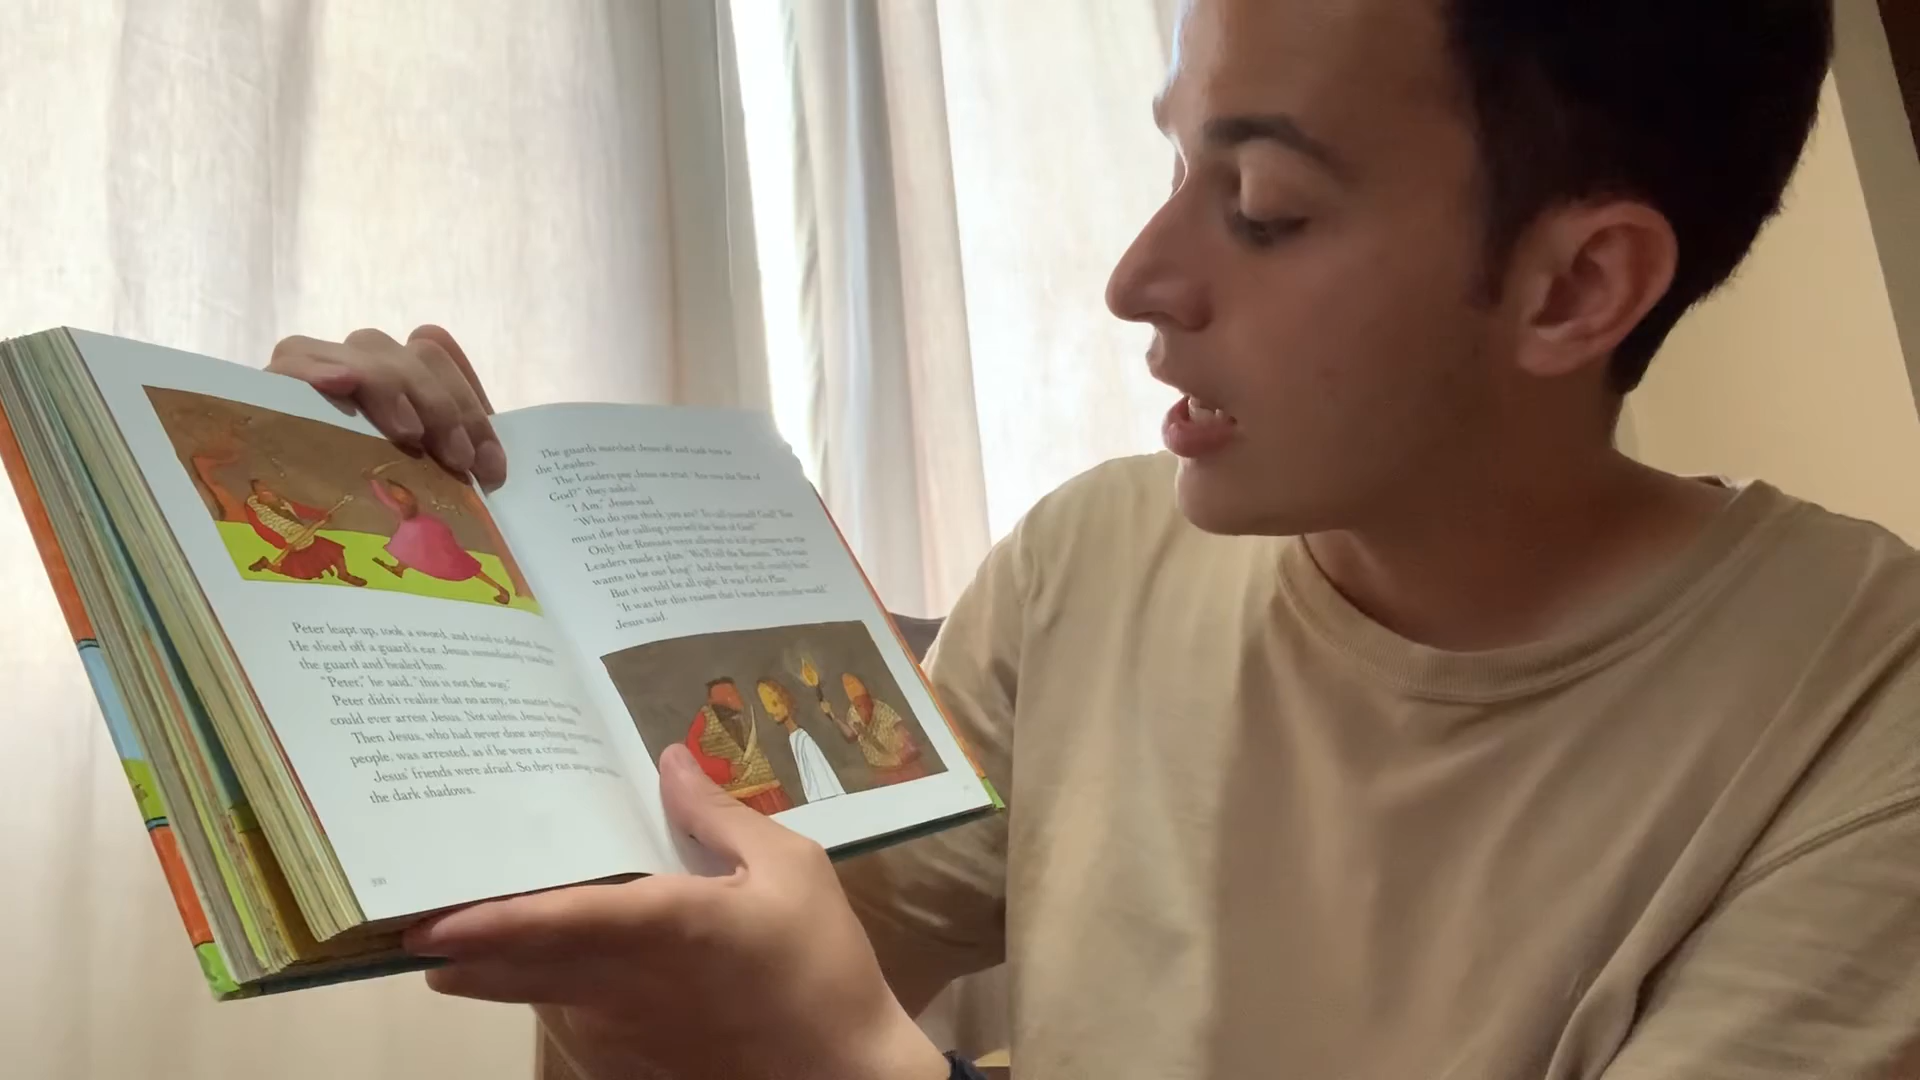 Peter leapt up, took a sword, and tried to defend
He sliced off a guard's ear. Jesus immediately touched
the guard and healed him.
"Peter," he said, "this is not the way."
Peter didn't realize that no army, no matter how
could ever arrest Jesus. Not unless Jesus let them.
Then Jesus, who had never done anything
people, was arrested, as if he were a criminal.
Jesus' friends were afraid. So they ran away
the dark shadows.
The guards marched Jesus off and took him to
the Leaders.
The Leaders put Jesus on trial. "Are you the Son of
God?" they asked.
"I Am," Jesus said.
"Who do you think you are? To call yourself God? You
must die for calling yourself the Son of God!"
Only the Romans were allowed to kill prisoners, so the
Leaders made a plan. "We'll tell the Romans, 'This man
wants to be our king!' And then they will crucify him."
But it would be all right. It was God's Plan.
"It was for this reason that I was born into the world,"
Jesus said.